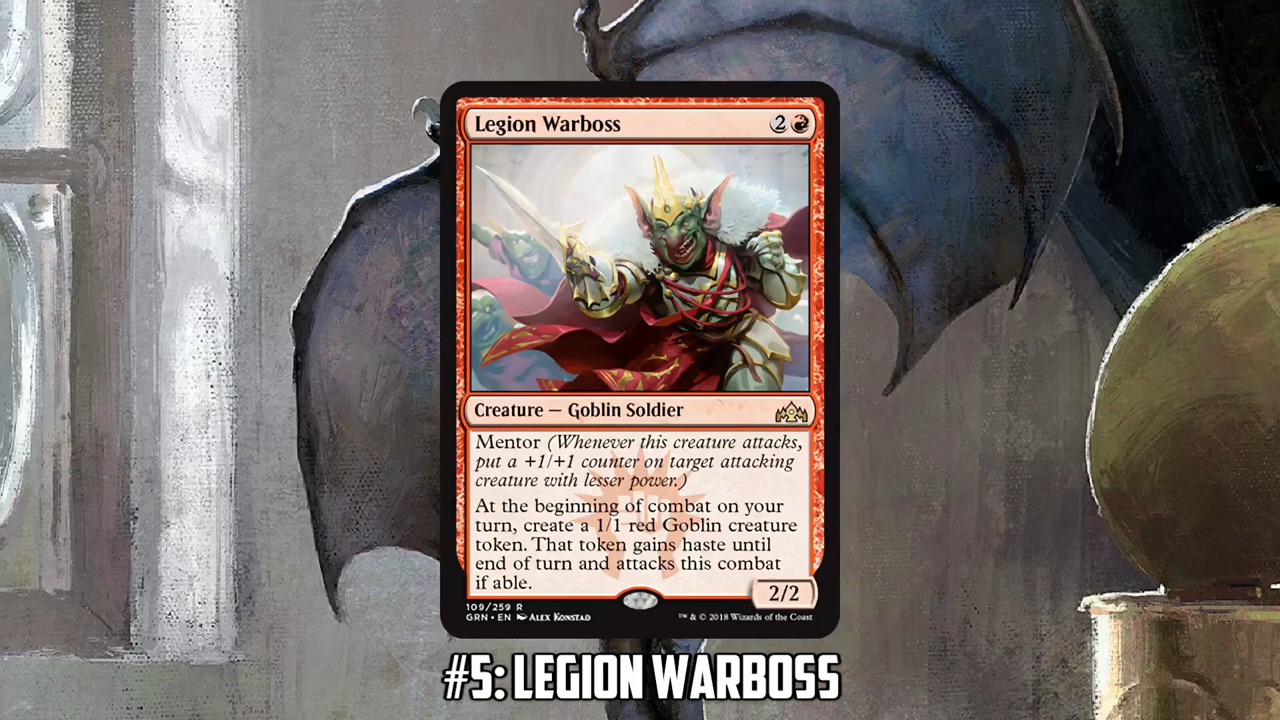 Legion Warboss 2
Creature — Goblin Soldier
Mentor (Whenever this creature attacks,
put a +1/+1 counter on target attacking
creature with lesser power.)
At the beginning of combat on your
turn, create a 1/1 red Goblin creature
token. That token gains haste until
end of turn and attacks this combat
if able.
2/2
109/259 R
GRN • EN ALEX KONSTAD
™ & © 2018 Wizards of the Coast
#5: LEGION WARBOSS